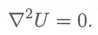 ∇²U = 0.